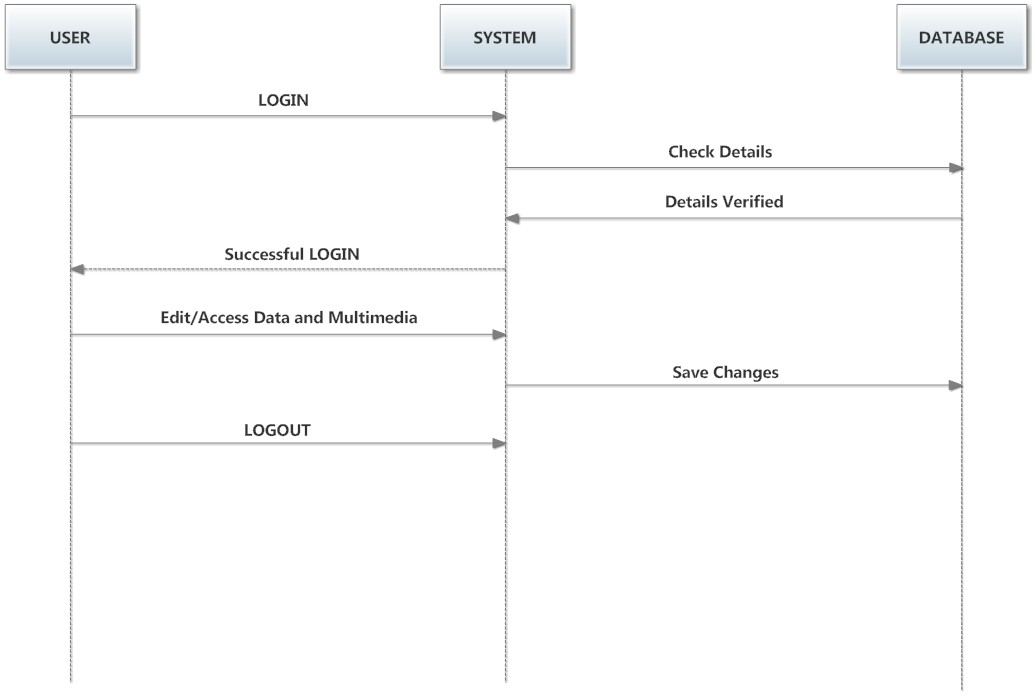 USER
SYSTEM
DATABASE
LOGIN
Check Details
Details Verified
Successful LOGIN
Edit/Access Data and Multimedia
Save Changes
LOGOUT